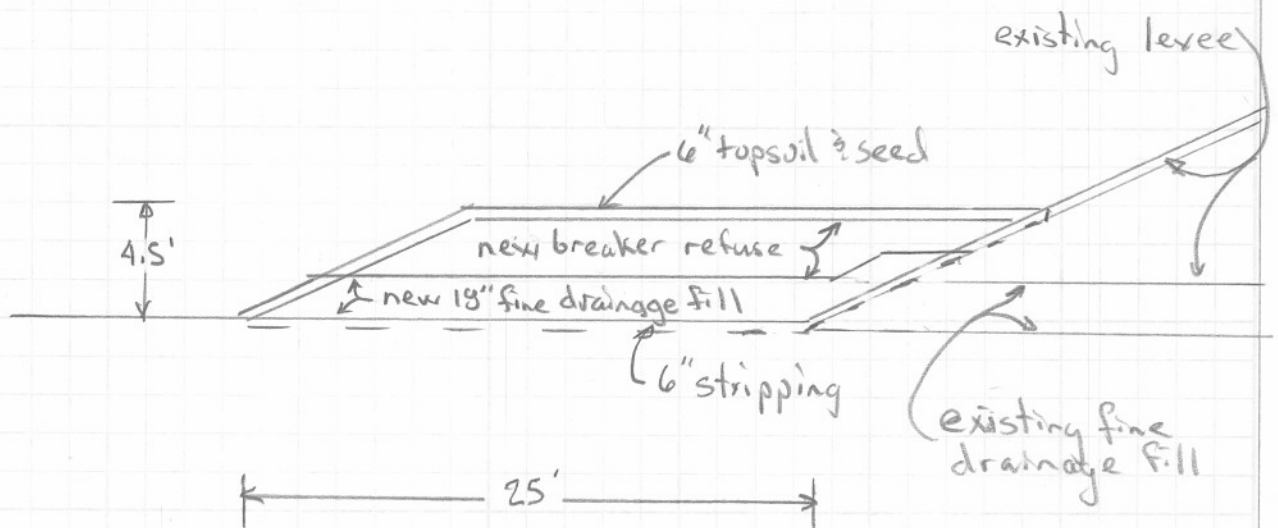 existing levee
6" topsoil & seed
4.5'
new breaker refuse
new 18" fine drainage fill
6" stripping
existing fine
drainage fill
25'